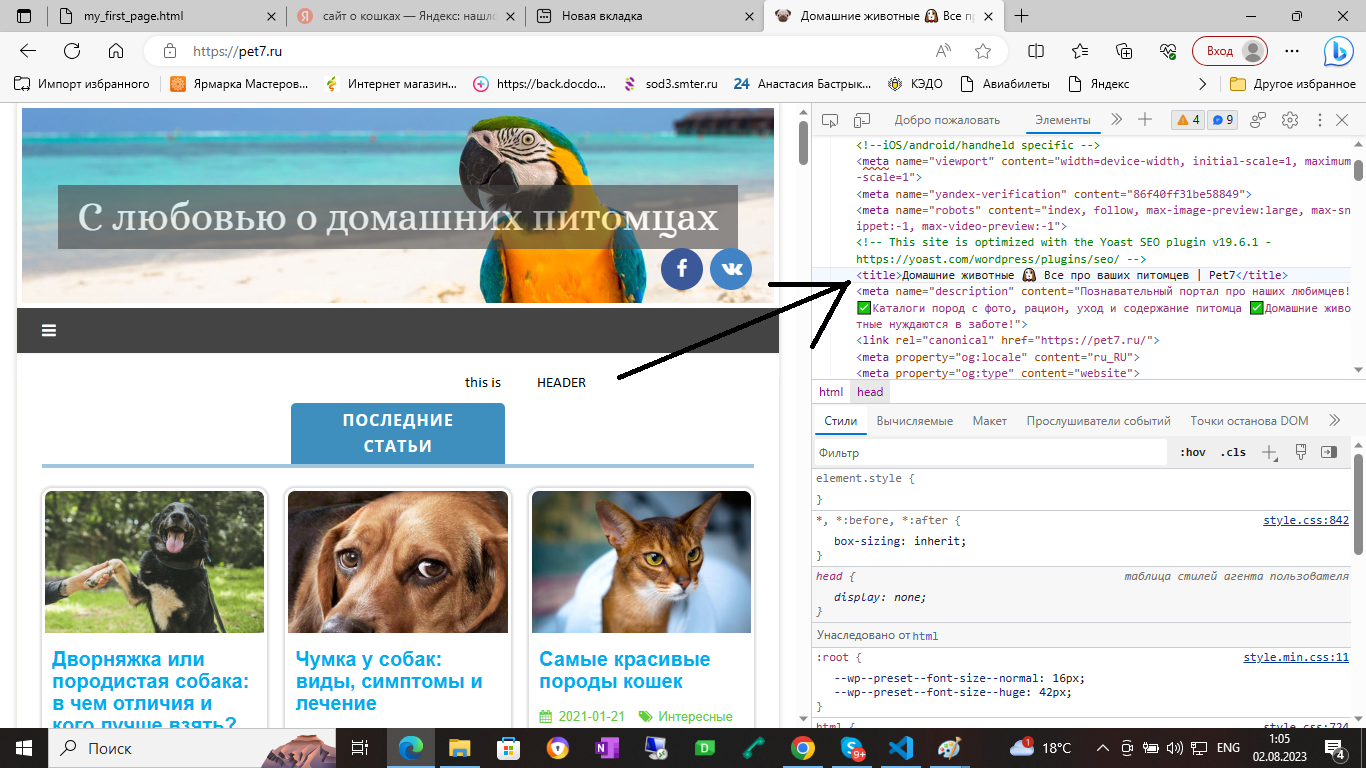 my_first_page.html
сайт о кошках — Яндекс: нашло
Новая вкладка
Домашние животные 🐶 Все пр
https://pet7.ru
Вход
Импорт избранного
Ярмарка Мастеров...
Интернет магазин...
https://back.docdo...
sod3.smter.ru
24 Анастасия Бастрык...
КЭДО
Авиабилеты
Яндекс
Другое избранное
С любовью о домашних питомцах
this is HEADER
ПОСЛЕДНИЕ
СТАТЬИ
Дворняжка или
породистая собака:
в чем отличия и
кого лучше взять?
Чумка у собак:
виды, симптомы и
лечение
Самые красивые
породы кошек
2021-01-21 Интересные
Добро пожаловать Элементы 4 9
<!--iOS/android/handheld specific -->
<meta name="viewport" content="width=device-width, initial-scale=1, maximum
-scale=1">
<meta name="yandex-verification" content="86f40ff31be58849">
<meta name="robots" content="index, follow, max-image-preview:large, max-sn
ippet:-1, max-video-preview:-1">
<!-- This site is optimized with the Yoast SEO plugin v19.6.1 -
https://yoast.com/wordpress/plugins/seo/ -->
<title>Домашние животные 🐶 Все про ваших питомцев | Pet7</title>
<meta name="description" content="Познавательный портал про наших любимцев!
✅Каталоги пород с фото, рацион, уход и содержание питомца ✅Домашние живо
тные нуждаются в заботе!">
<link rel="canonical" href="https://pet7.ru/">
<meta property="og:locale" content="ru_RU">
<meta property="og:type" content="website">
html head
Стили Вычисляемые Макет Прослушиватели событий Точки останова DOM
Фильтр :hov .cls
element.style {
}
*, *:before, *:after { style.css:842
box-sizing: inherit;
}
head { таблица стилей агента пользователя
display: none;
}
Унаследовано от html
:root { style.min.css:11
--wp--preset--font-size--normal: 16px;
--wp--preset--font-size--huge: 42px;
}
html { style.css:724
Поиск
9+
1
18°C
ENG
1:05
02.08.2023
4